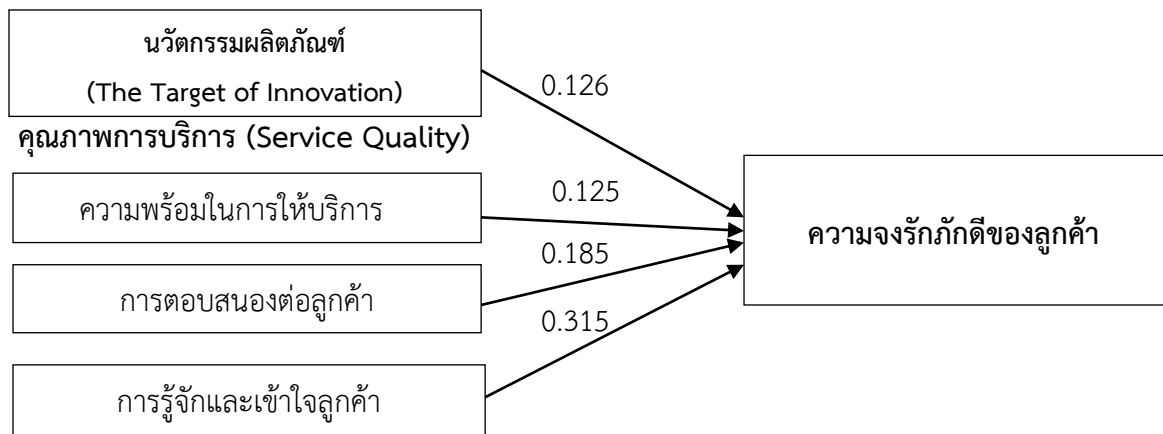 นวัตกรรมผลิตภัณฑ์
(The Target of Innovation)
0.126
คุณภาพการบริการ (Service Quality)
ความพร้อมในการให้บริการ
0.125
ความจงรักภักดีของลูกค้า
0.185
การตอบสนองต่อลูกค้า
0.315
การรู้จักและเข้าใจลูกค้า